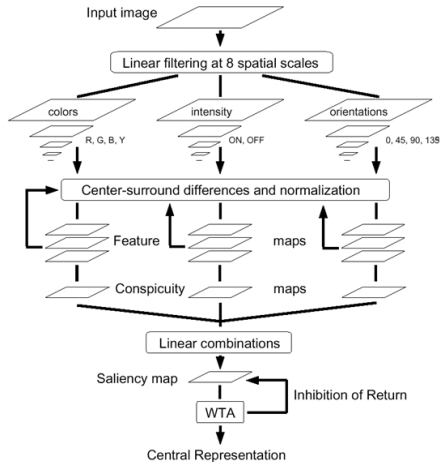 Input image
Linear filtering at 8 spatial scales
colors
intensity
orientations
R, G, B, Y
ON, OFF
0, 45, 90, 135
Center-surround differences and normalization
Feature maps
Conspicuity maps
Linear combinations
Saliency map
Inhibition of Return
WTA
Central Representation